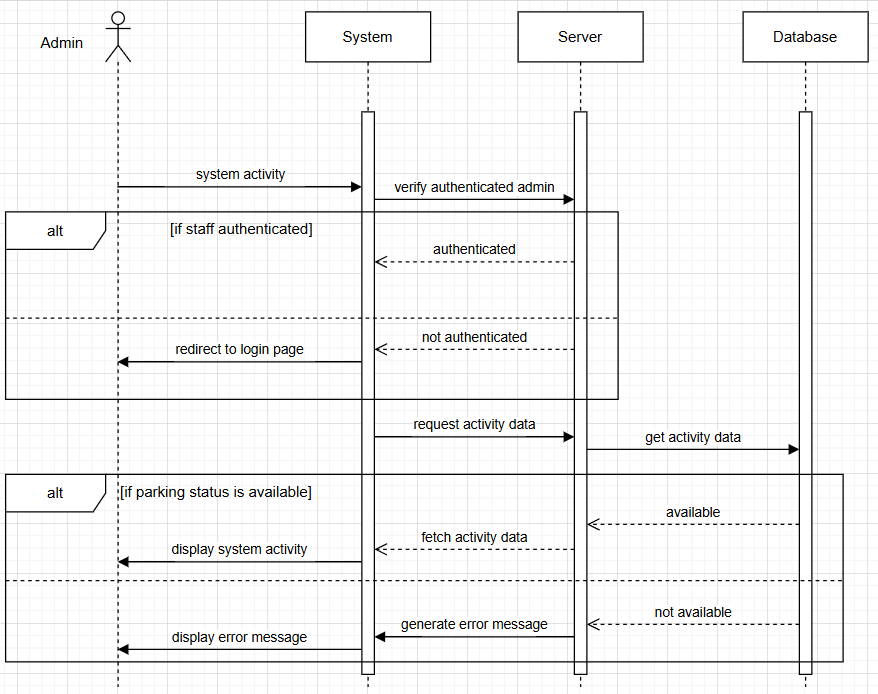 Admin
System
Server
Database
system activity
verify authenticated admin
alt
[if staff authenticated]
authenticated
not authenticated
redirect to login page
request activity data
get activity data
alt
[if parking status is available]
available
fetch activity data
display system activity
not available
generate error message
display error message